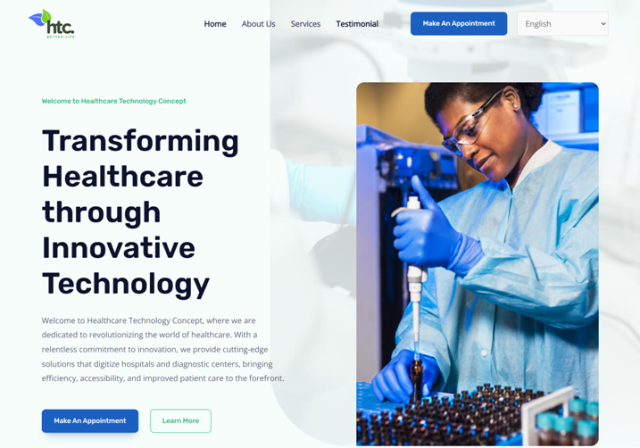 htc.
BETTER LIFE
Home
About Us
Services
Testimonial
Make An Appointment
English
Welcome to Healthcare Technology Concept
Transforming
Healthcare
through
Innovative
Technology
Welcome to Healthcare Technology Concept, where we are
dedicated to revolutionizing the world of healthcare. With a
relentless commitment to innovation, we provide cutting-edge
solutions that digitize hospitals and diagnostic centers, bringing
efficiency, accessibility, and improved patient care to the forefront.
Make An Appointment
Learn More